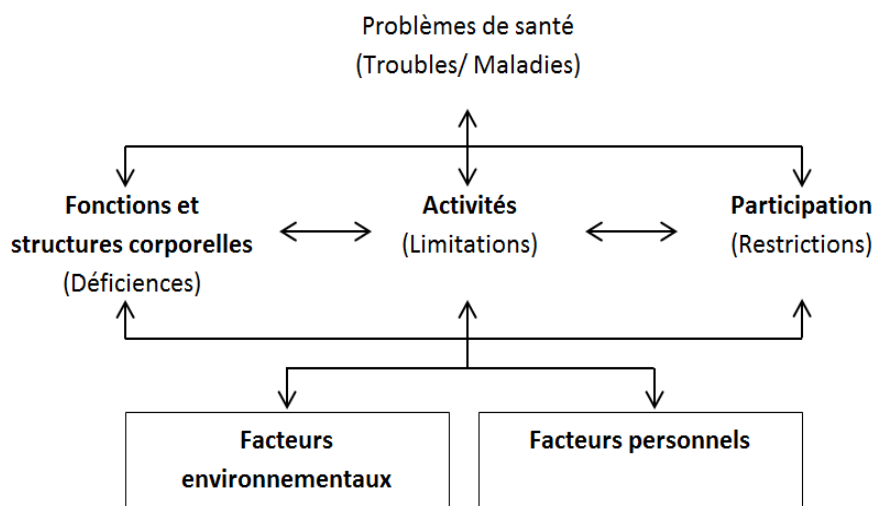 Problèmes de santé
(Troubles/ Maladies)
Fonctions et
structures corporelles
(Déficiences)
Activités
(Limitations)
Participation
(Restrictions)
Facteurs
environnementaux
Facteurs personnels